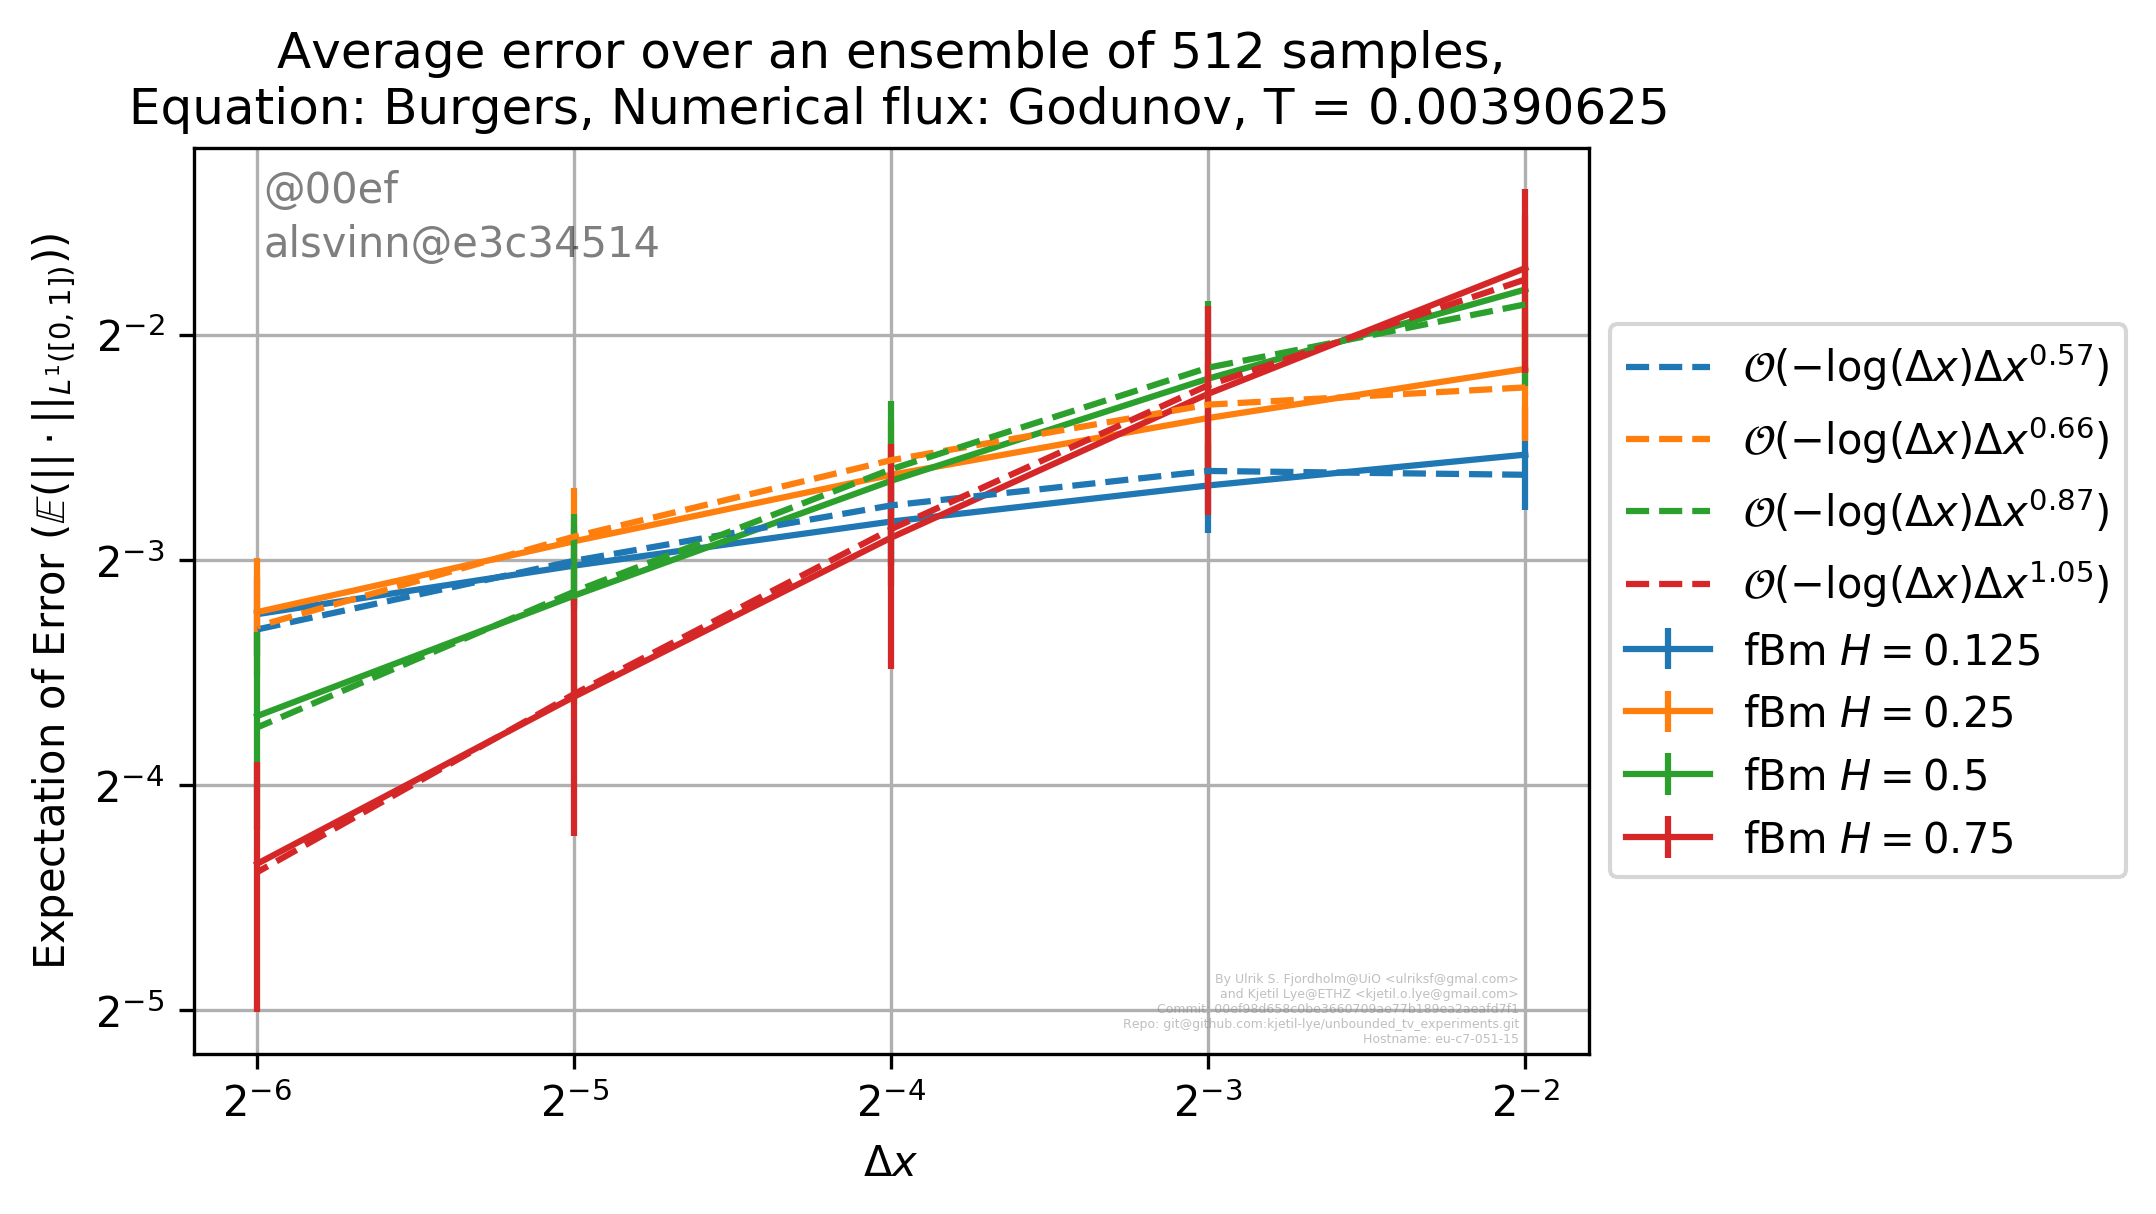 Average error over an ensemble of 512 samples,
Equation: Burgers, Numerical flux: Godunov, T = 0.00390625
@00ef
alsvinn@e3c34514
Expectation of Error (𝔼(||·||_{L¹([0,1])}))
2⁻²
2⁻³
2⁻⁴
2⁻⁵
2⁻⁶
2⁻⁵
2⁻⁴
2⁻³
2⁻²
Δx
𝒪(−log(Δx)Δx^{0.57})
𝒪(−log(Δx)Δx^{0.66})
𝒪(−log(Δx)Δx^{0.87})
𝒪(−log(Δx)Δx^{1.05})
fBm H = 0.125
fBm H = 0.25
fBm H = 0.5
fBm H = 0.75
By Ulrik S. Fjordholm@UiO <ulriksf@gmal.com>
and Kjetil Lye@ETHZ <kjetil.o.lye@gmail.com>
Commit: 00ef98d658c0be3660709ae77b189ea2aeafd7f1
Repo: git@github.com:kjetil-lye/unbounded_tv_experiments.git
Hostname: eu-c7-051-15